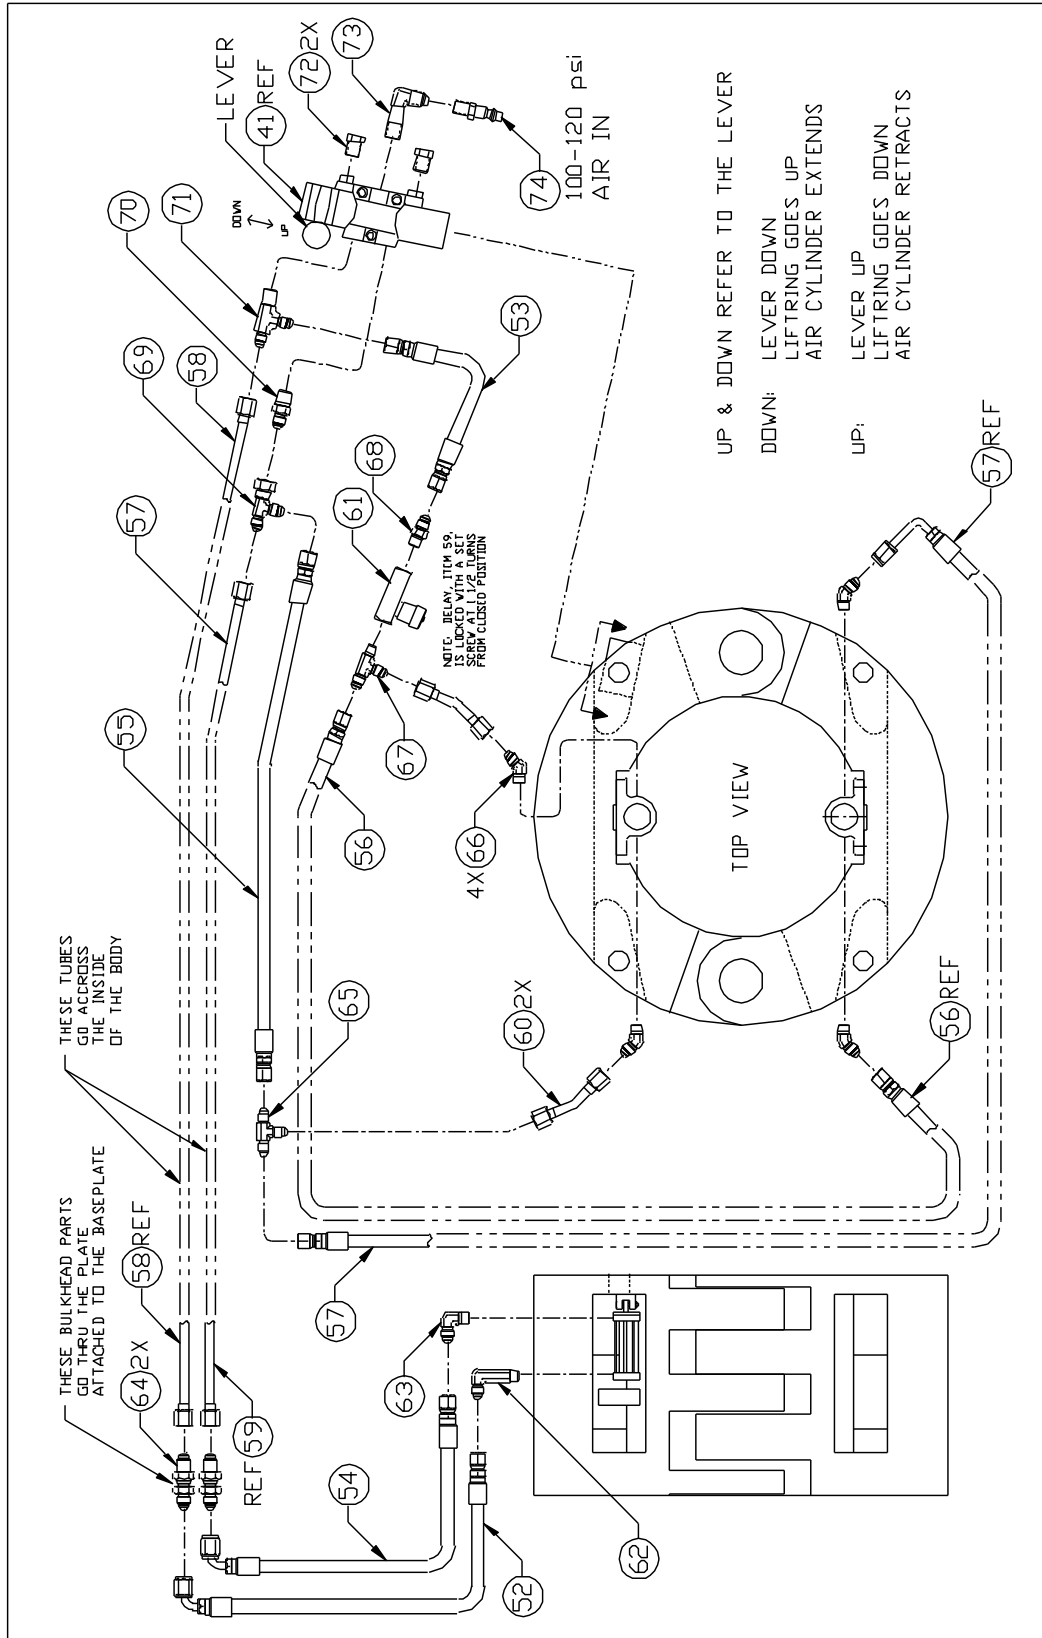 THESE BULKHEAD PARTS
GO THRU THE PLATE
ATTACHED TO THE BASEPLATE
64 2X
58 REF
REF 59
THESE TUBES
GO ACCROSS
THE INSIDE
OF THE BODY
55
57
69
58
70
71
LEVER
41 REF
72 2X
73
DOWN
UP
74
100-120 psi
AIR IN
53
68
61
NOTE: DELAY, ITEM 59,
IS LOCKED WITH A SET
SCREW AT 1 1/2 TURNS
FROM CLOSED POSITION
67
56
4X 66
65
60 2X
57
63
54
52
62
TOP VIEW
56 REF
57 REF
UP & DOWN REFER TO THE LEVER
DOWN: LEVER DOWN
LIFTRING GOES UP
AIR CYLINDER EXTENDS
UP: LEVER UP
LIFTRING GOES DOWN
AIR CYLINDER RETRACTS